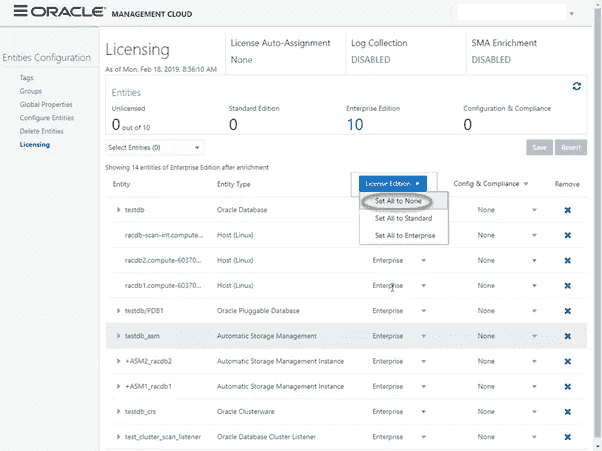 ORACLE MANAGEMENT CLOUD
Entities Configuration
Tags
Groups
Global Properties
Configure Entities
Delete Entities
Licensing
Licensing
As of Mon, Feb 18, 2019, 8:36:10 AM
License Auto-Assignment
None
Log Collection
DISABLED
SMA Enrichment
DISABLED
Entities
Unlicensed
0 out of 10
Standard Edition
0
Enterprise Edition
10
Configuration & Compliance
0
Select Entities (0)
Save Revert
Showing 14 entities of Enterprise Edition after enrichment
Entity Entity Type License Edition Config & Compliance Remove
Set All to None
Set All to Standard
Set All to Enterprise
testdb Oracle Database None
racdb-scan-int.compute... Host (Linux) None
racdb2.compute-60370... Host (Linux) Enterprise None
racdb1.compute-60370... Host (Linux) Enterprise None
testdb/PDB1 Oracle Pluggable Database Enterprise None
testdb_asm Automatic Storage Management Enterprise None
+ASM2_racdb2 Automatic Storage Management Instance Enterprise None
+ASM1_racdb1 Automatic Storage Management Instance Enterprise None
testdb_crs Oracle Clusterware Enterprise None
test_cluster_scan_listener Oracle Database Cluster Listener Enterprise None